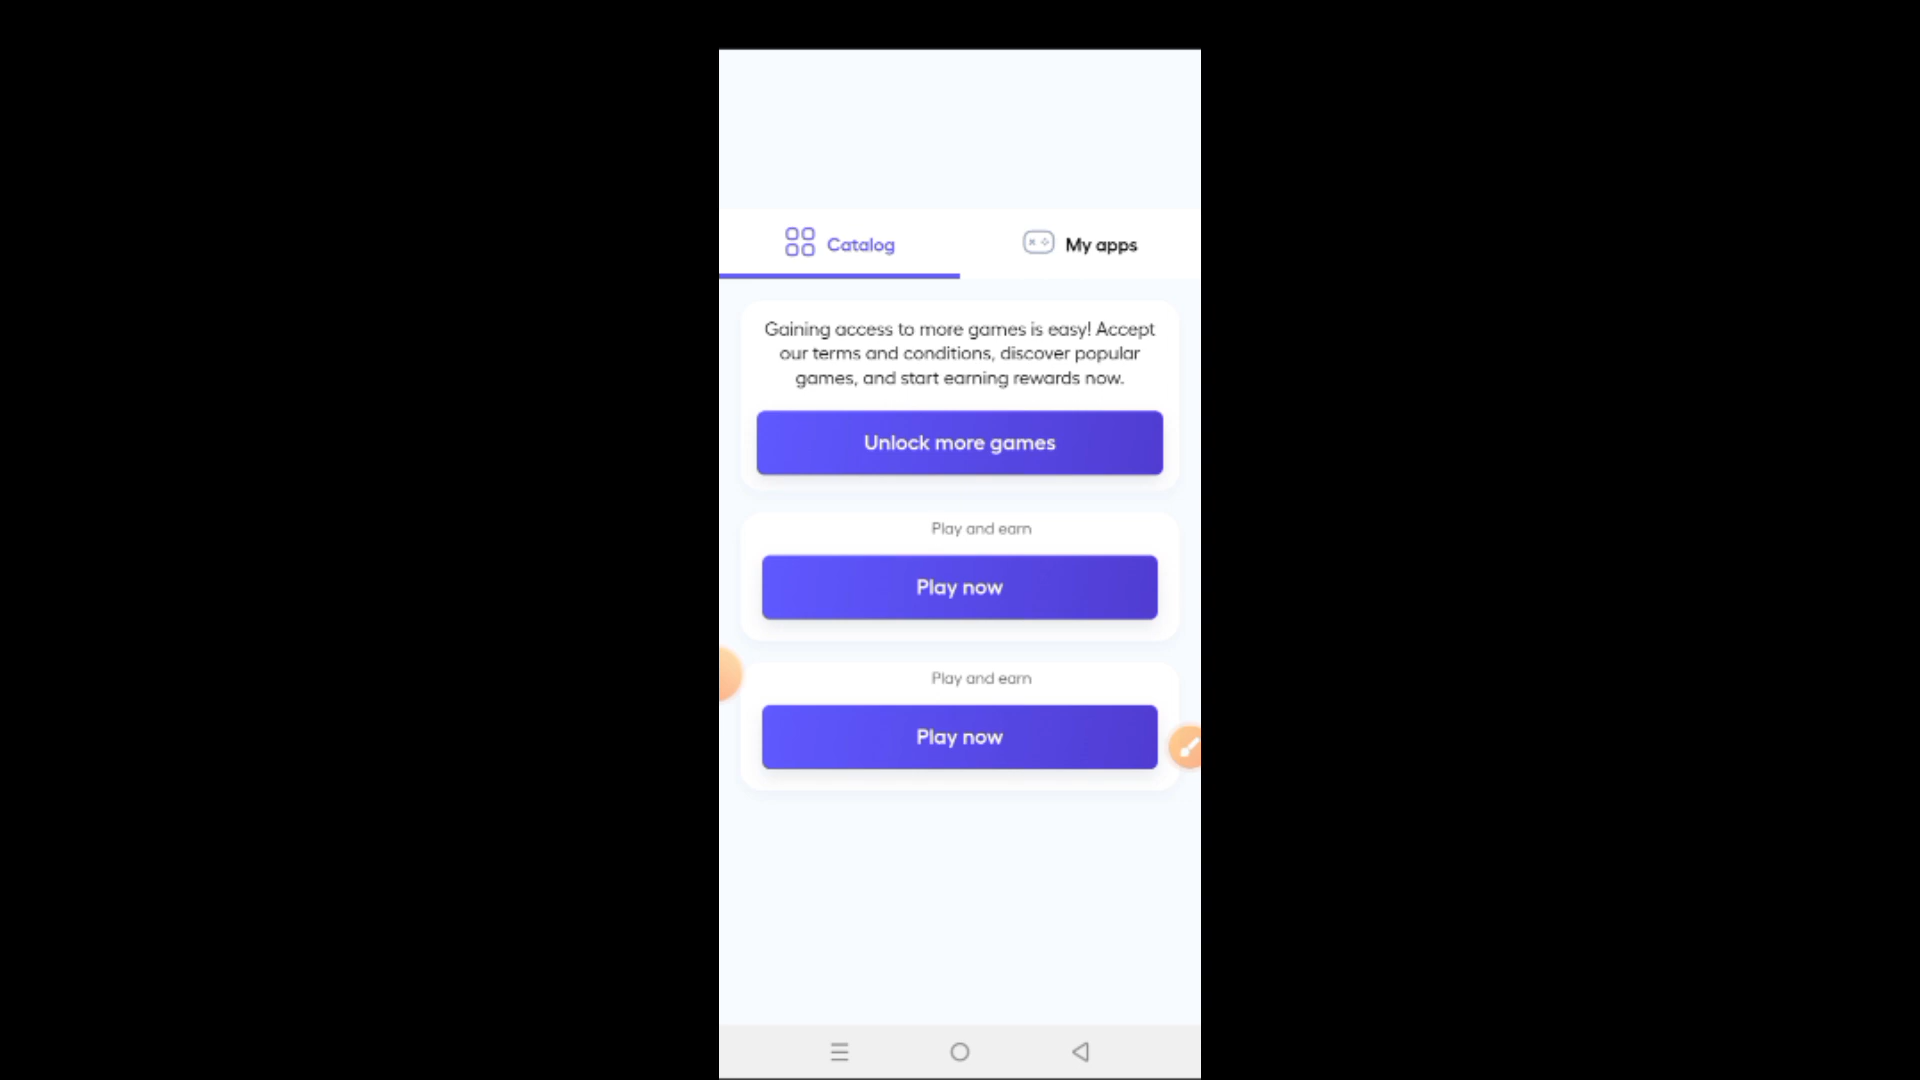 Catalog
My apps
Gaining access to more games is easy! Accept
our terms and conditions, discover popular
games, and start earning rewards now.
Unlock more games
Play and earn
Play now
Play and earn
Play now